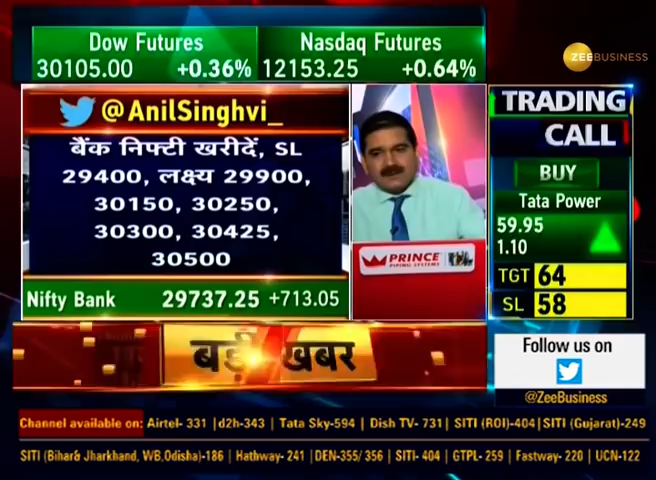 Dow Futures
30105.00 +0.36%
Nasdaq Futures
12153.25 +0.64%
ZEEBUSINESS
@AnilSinghvi_
बैंक निफ्टी खरीदें, SL
29400, लक्ष्य 29900,
30150, 30250,
30300, 30425,
30500
Nifty Bank 29737.25 +713.05
PRINCE
PIPING SYSTEMS
TRADING
CALL
BUY
Tata Power
59.95
1.10
TGT 64
SL 58
बड़ी खबर
Follow us on
@ZeeBusiness
Channel available on: Airtel- 331 | d2h-343 | Tata Sky-594 | Dish TV- 731 | SITI (ROI)-404 | SITI (Gujarat)-249
SITI (Bihar& Jharkhand, WB,Odisha)-186 | Hathway- 241 | DEN-355/ 356 | SITI- 404 | GTPL- 259 | Fastway- 220 | UCN-122